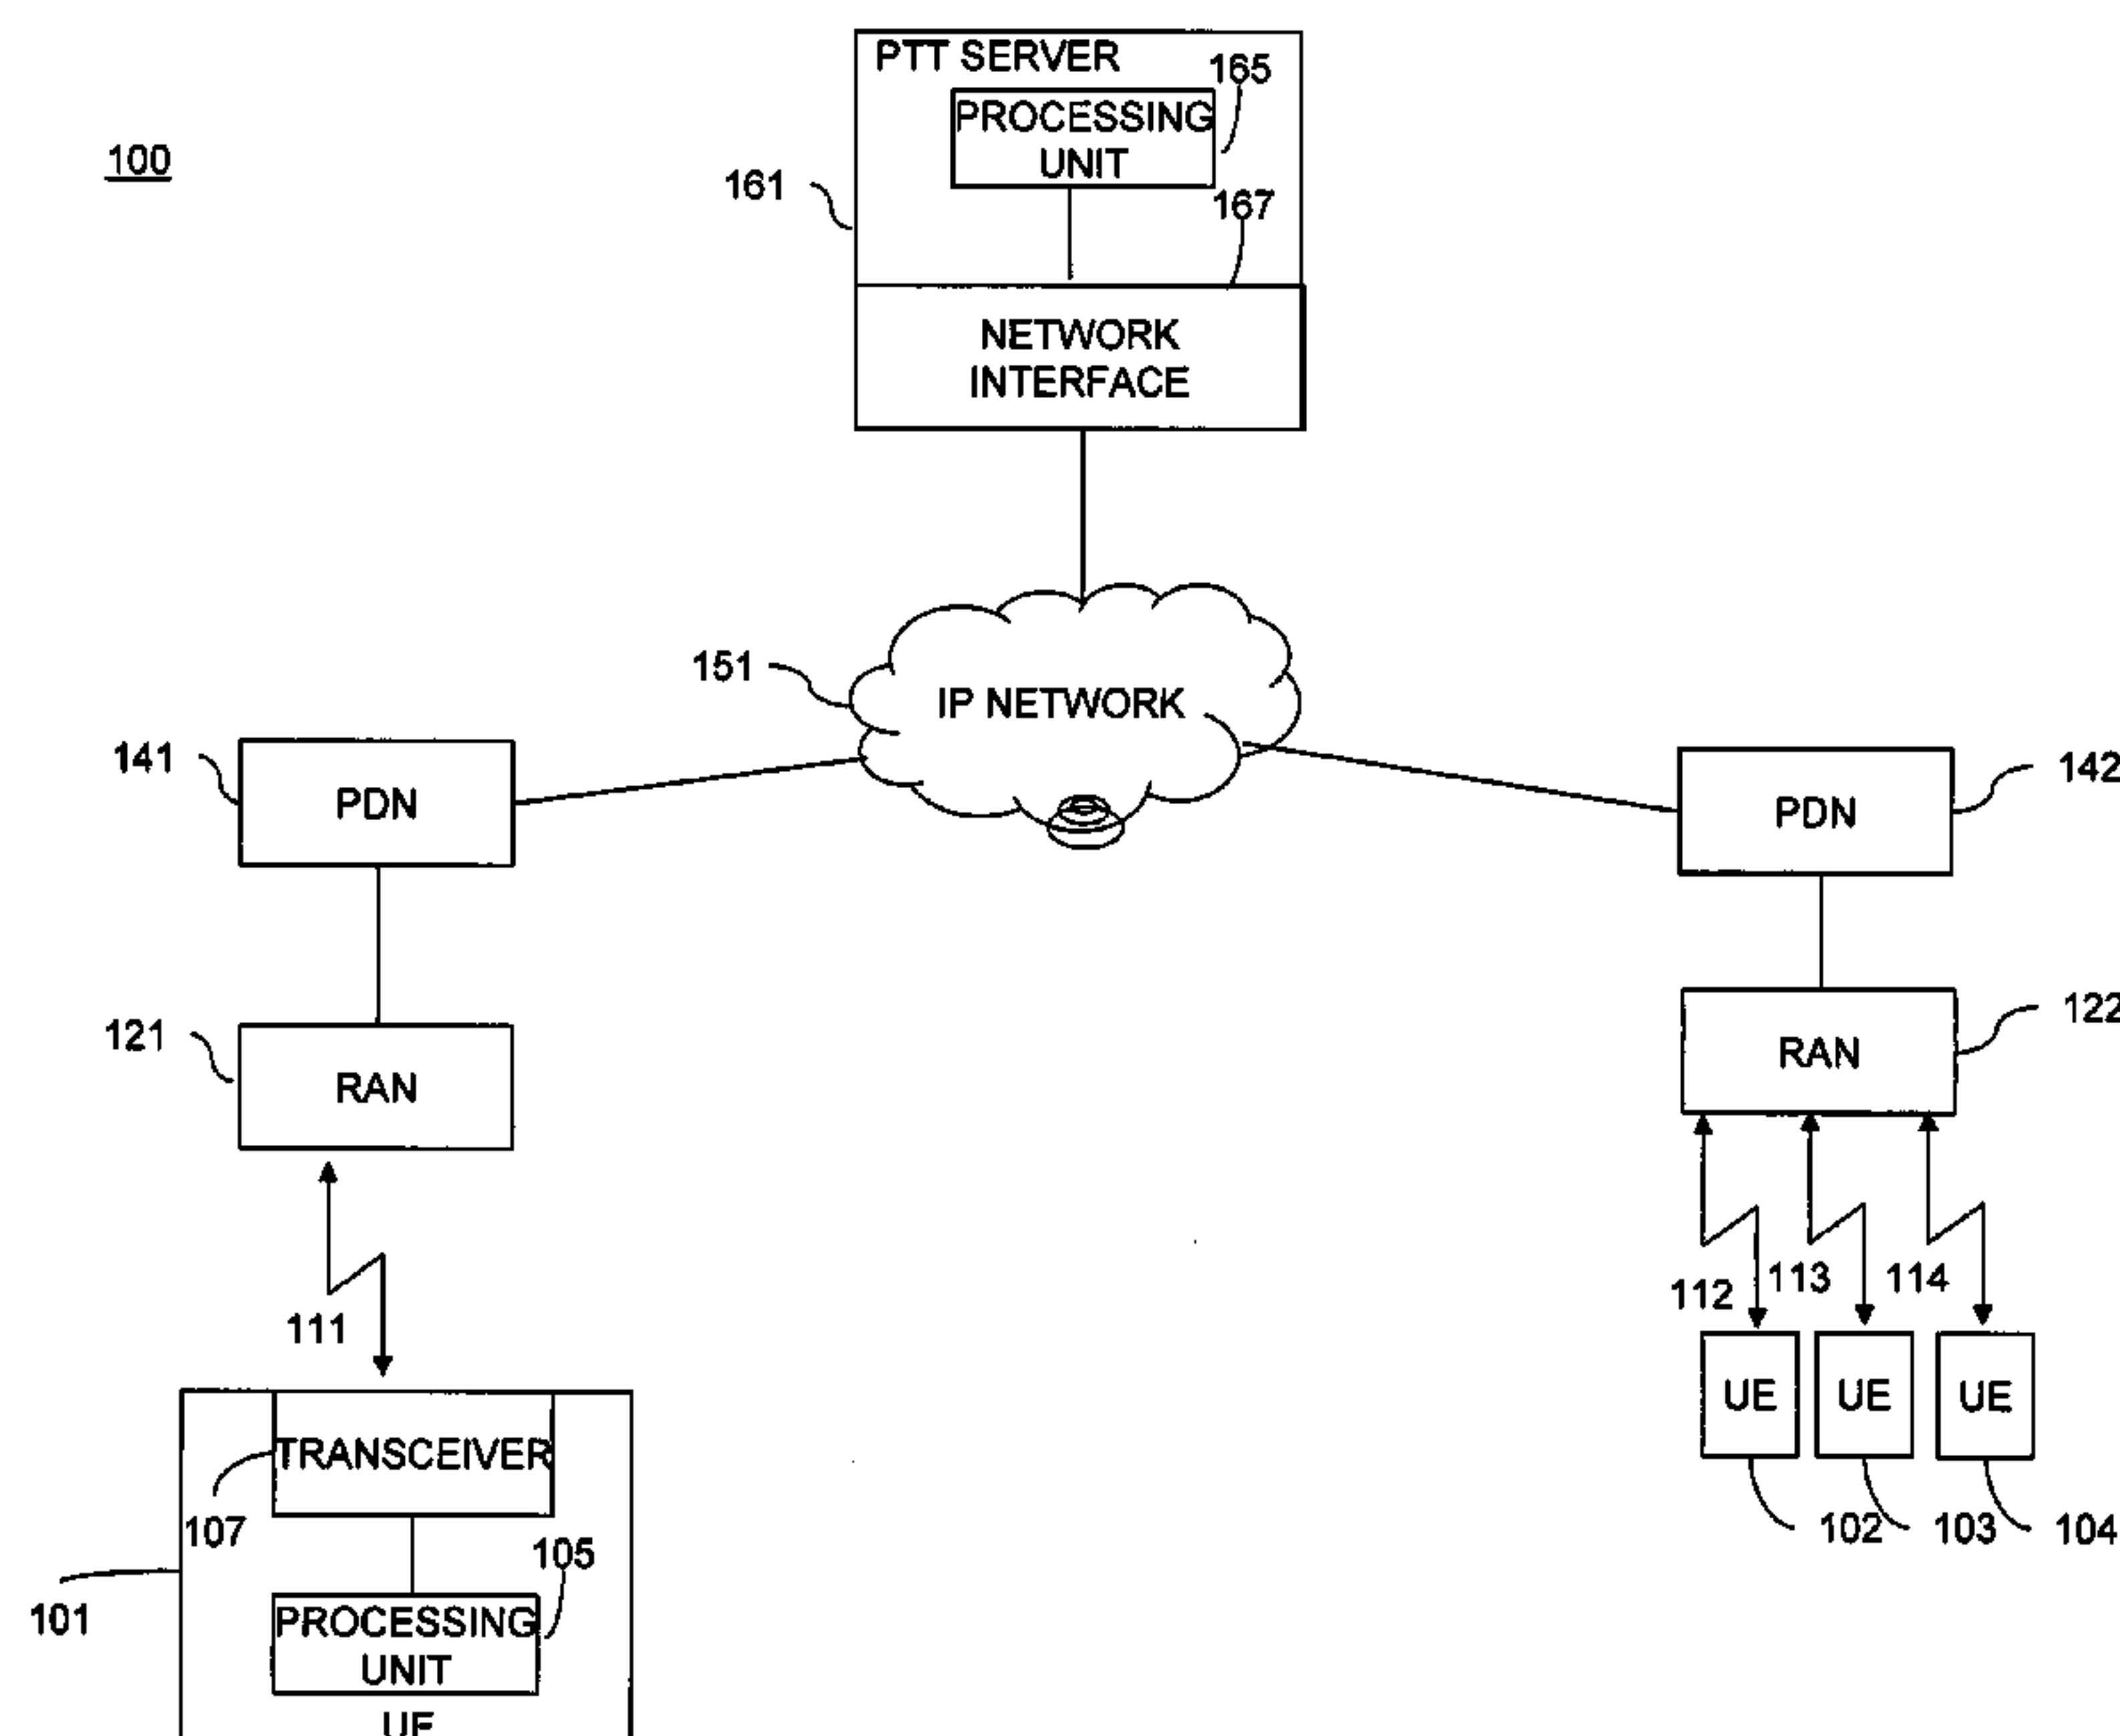 PTT SERVER
165
PROCESSING
UNIT
100
161
167
NETWORK
INTERFACE
151
IP NETWORK
141
PDN
142
PDN
121
RAN
122
RAN
111
112
113
114
UE
UE
UE
TRANSCEIVER
107
102
103
104
105
101
PROCESSING
UNIT
UE